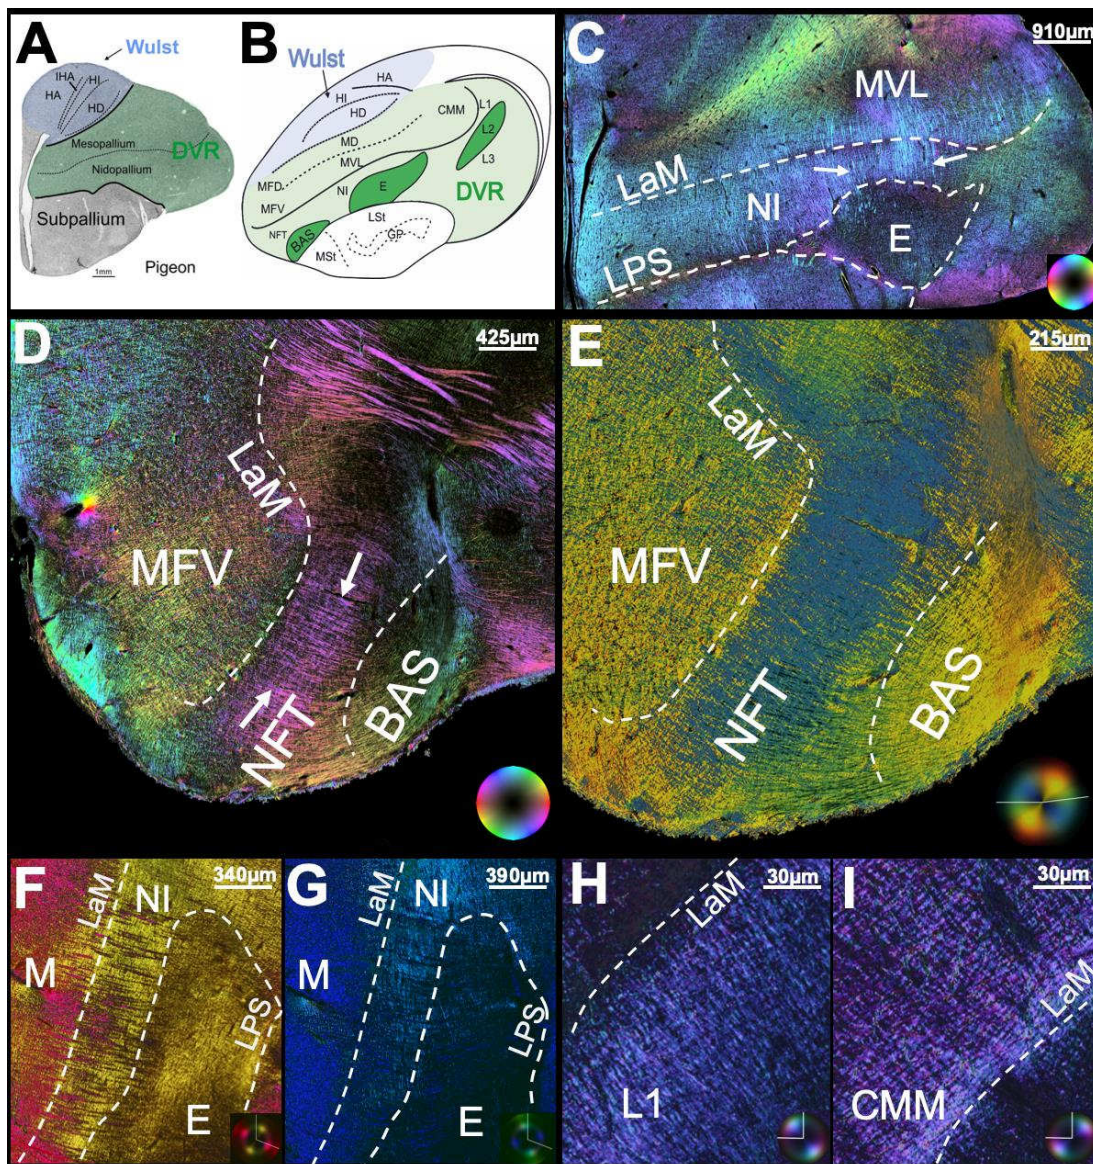 A
Wulst
IHA
HI
HA
HD
Mesopallium
DVR
Nidopallium
Subpallium
1mm
Pigeon
B
Wulst
HA
HI
HD
CMM
L1
L2
L3
MD
MVL
MFD
NI
E
DVR
MFV
LSt
NFT
BAS
GP
MSt
C
910µm
MVL
LaM
NI
E
LPS
D
425µm
LaM
MFV
NFT
BAS
E
215µm
LaM
MFV
NFT
BAS
F
340µm
LaM
NI
M
LPS
E
G
390µm
LaM
NI
M
LPS
E
H
30µm
LaM
L1
I
30µm
LaM
CMM